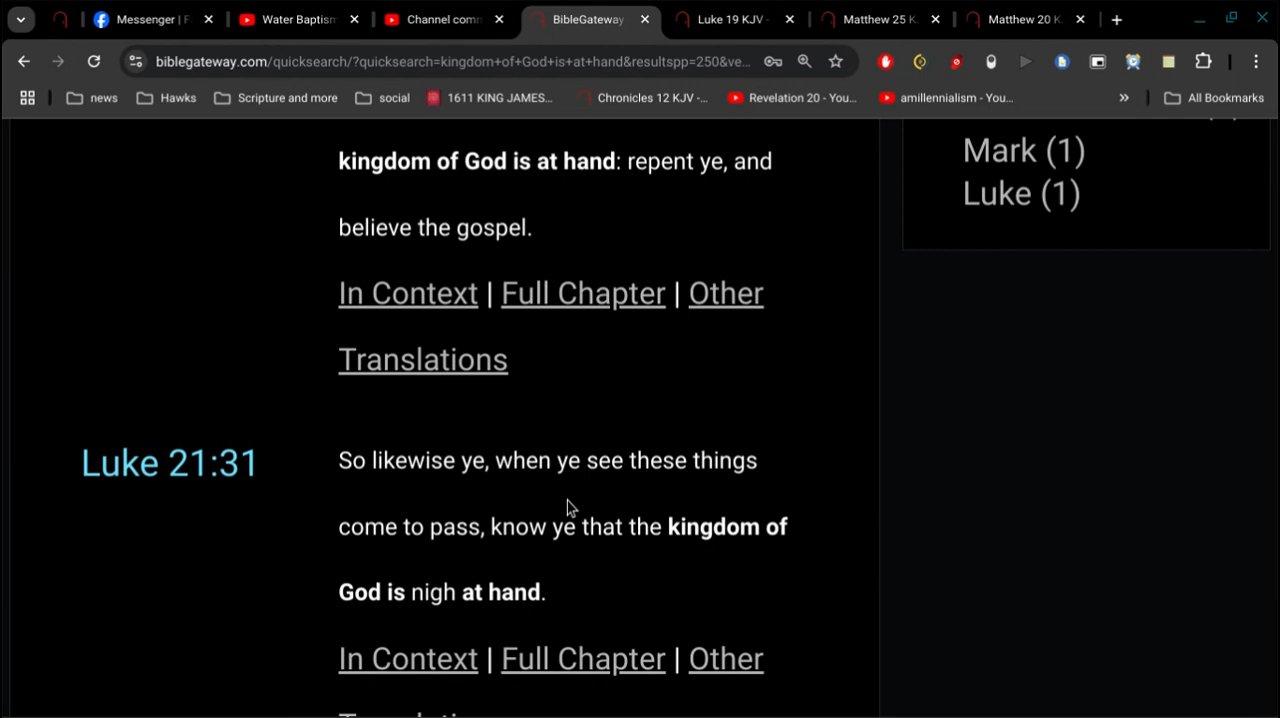 Messenger | F
Water Baptism
Channel com
BibleGateway
Luke 19 KJV -
Matthew 25 K
Matthew 20 K
biblegateway.com/quicksearch/?quicksearch=kingdom+of+God+is+at+hand&resultspp=250&ve...
news
Hawks
Scripture and more
social
1611 KING JAMES...
Chronicles 12 KJV -...
Revelation 20 - You...
amillennialism - You...
»
All Bookmarks
kingdom of God is at hand: repent ye, and
believe the gospel.
In Context | Full Chapter | Other
Translations
Mark (1)
Luke (1)
Luke 21:31
So likewise ye, when ye see these things
come to pass, know ye that the kingdom of
God is nigh at hand.
In Context | Full Chapter | Other